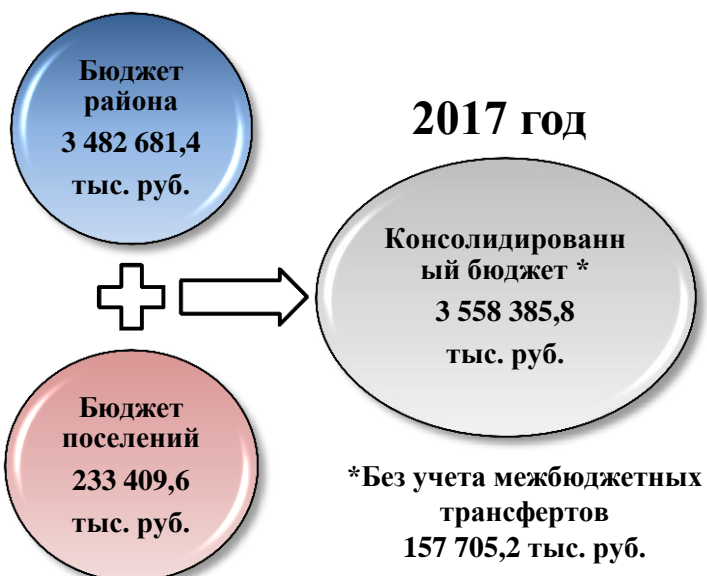 Бюджет
района
3 482 681,4
тыс. руб.
2017 год
Консолидированн
ый бюджет *
3 558 385,8
тыс. руб.
Бюджет
поселений
233 409,6
тыс. руб.
*Без учета межбюджетных
трансфертов
157 705,2 тыс. руб.